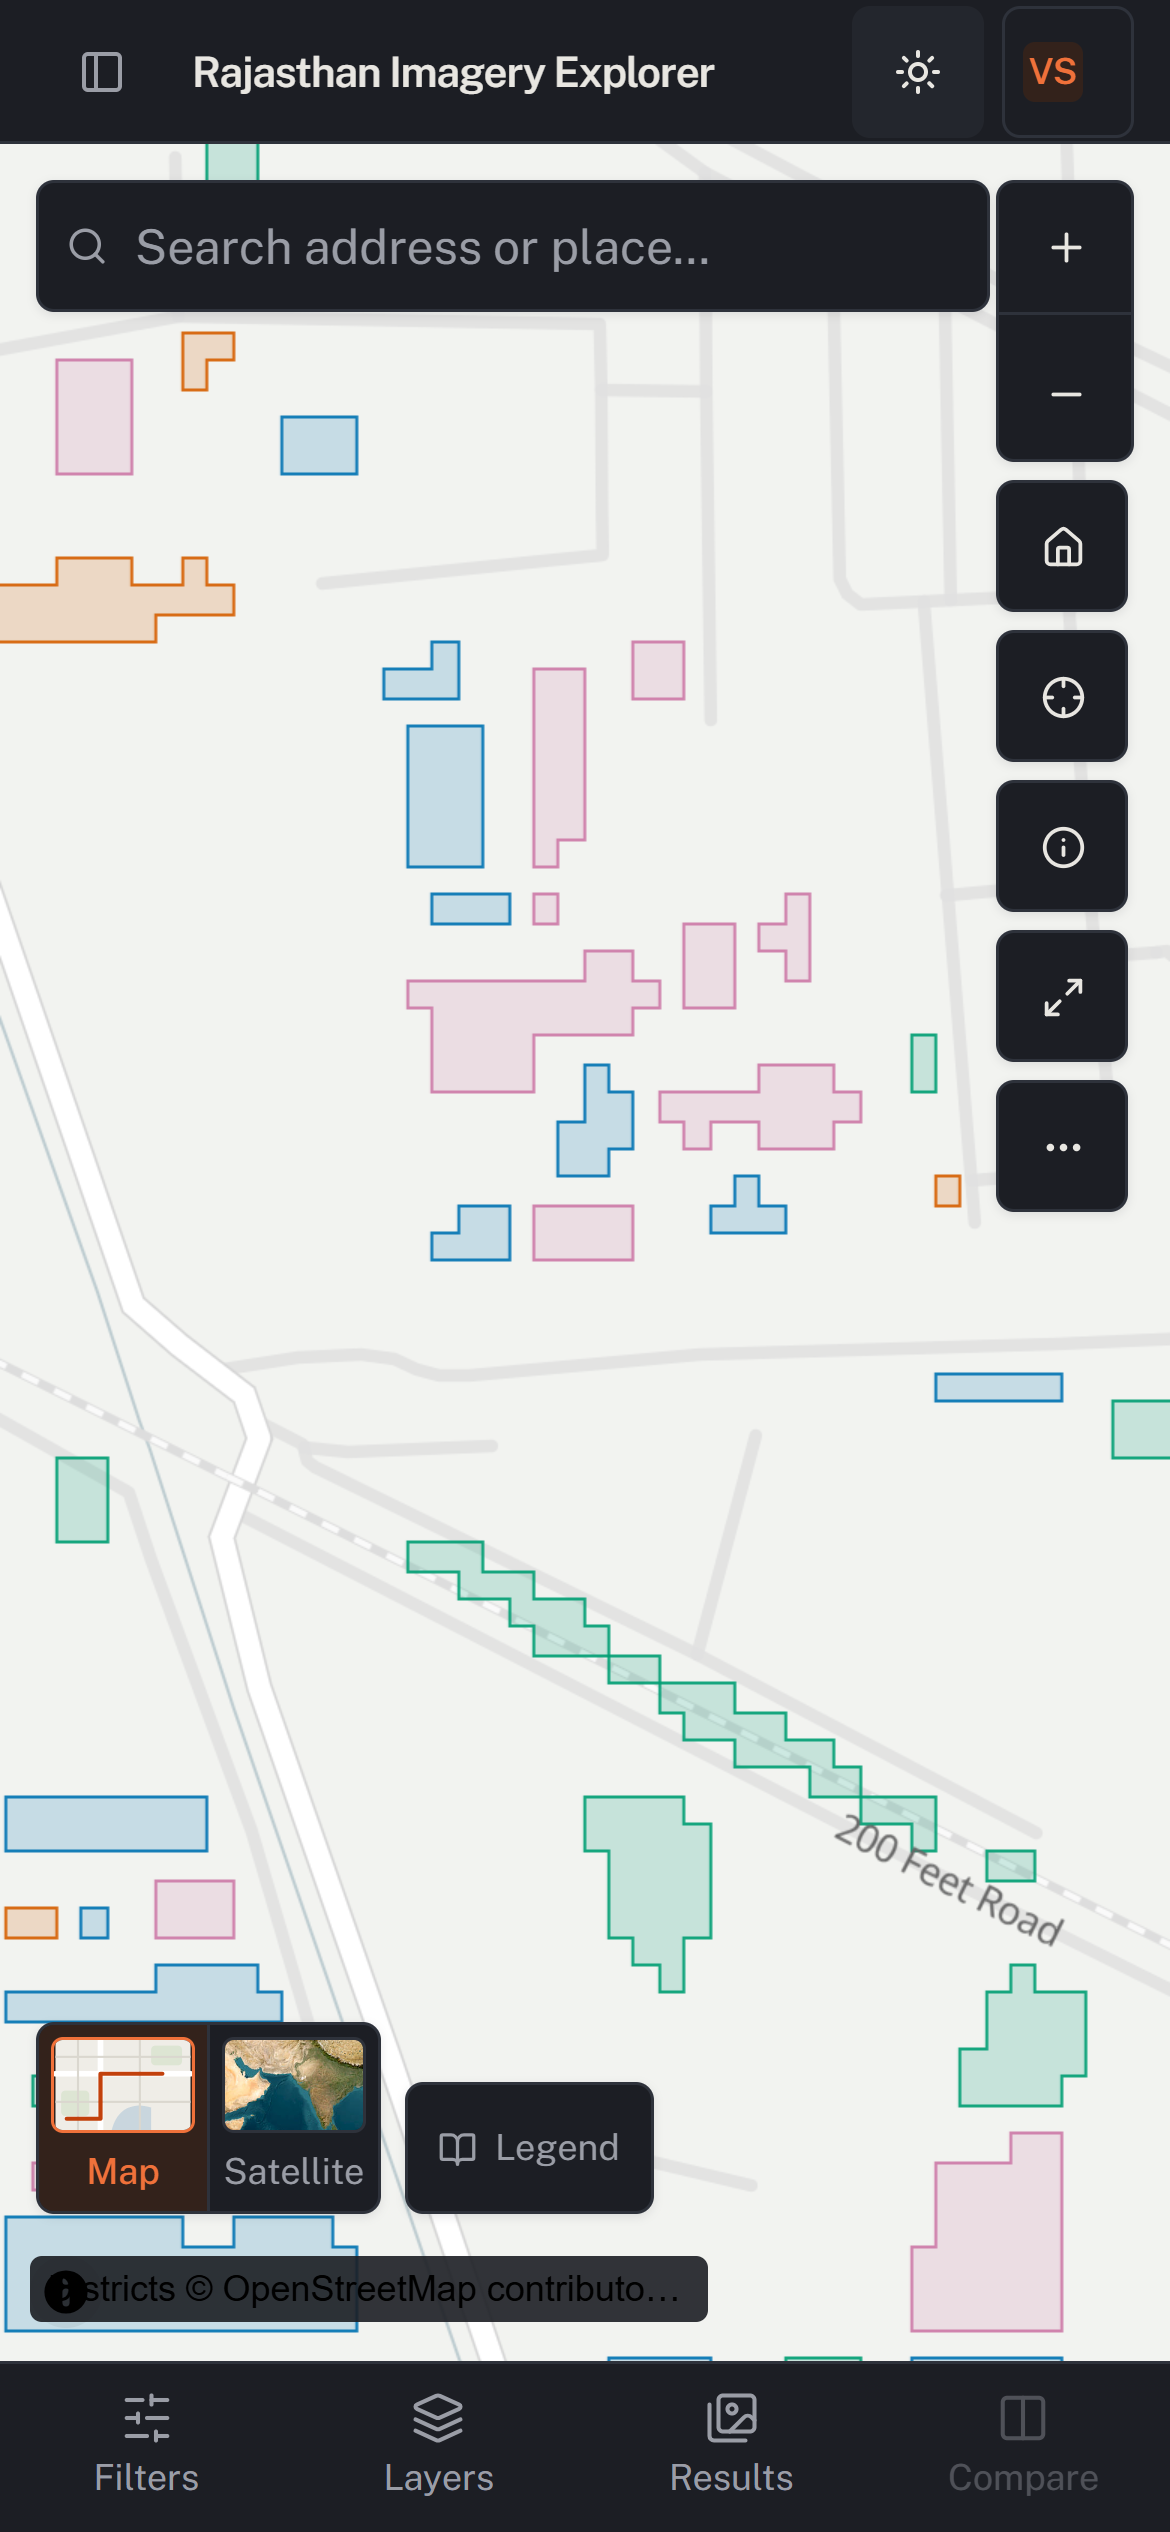 Rajasthan Imagery Explorer
VS
Search address or place...
200 Feet Road
Map
Satellite
Legend
stricts © OpenStreetMap contributo...
Filters
Layers
Results
Compare